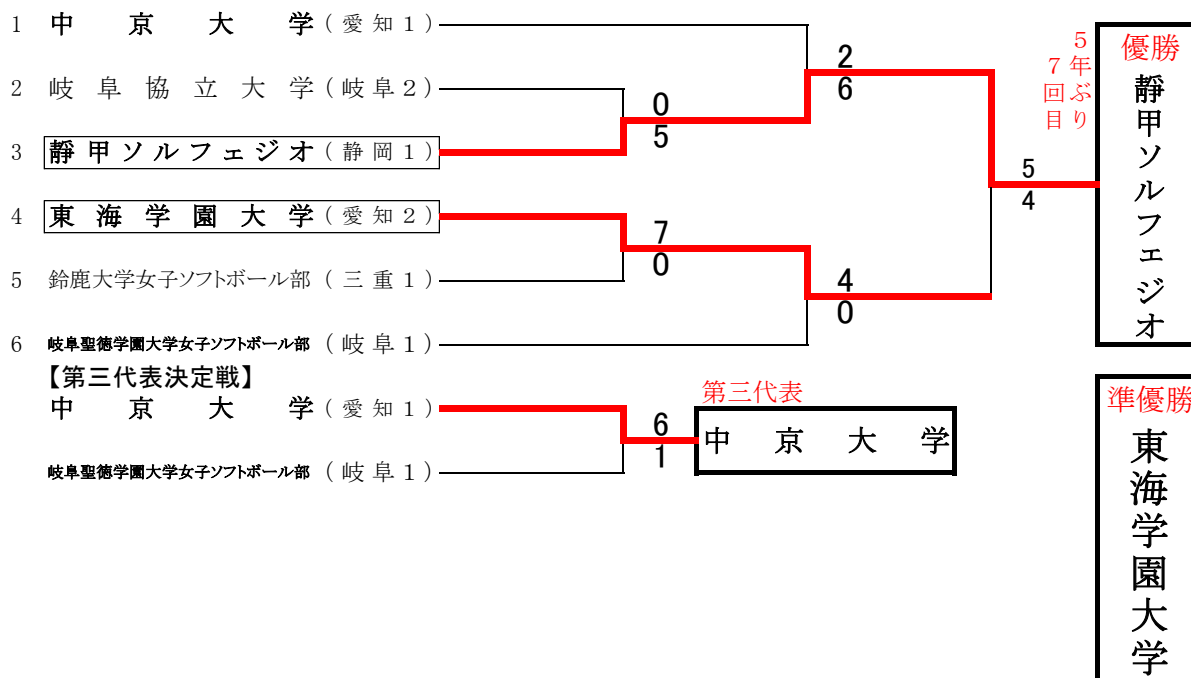 1 中京大学(愛知1)
2 岐阜協立大学(岐阜2)
3 靜甲ソルフェジオ(静岡1)
4 東海学園大学(愛知2)
5 鈴鹿大学女子ソフトボール部(三重1)
6 岐阜聖徳学園大学女子ソフトボール部(岐阜1)
0
5
7
0
2
6
4
0
5
4
5年ぶり
7回目
優勝
靜甲ソルフェジオ
【第三代表決定戦】
中京大学(愛知1)
岐阜聖徳学園大学女子ソフトボール部(岐阜1)
6
1
第三代表
中京大学
準優勝
東海学園大学